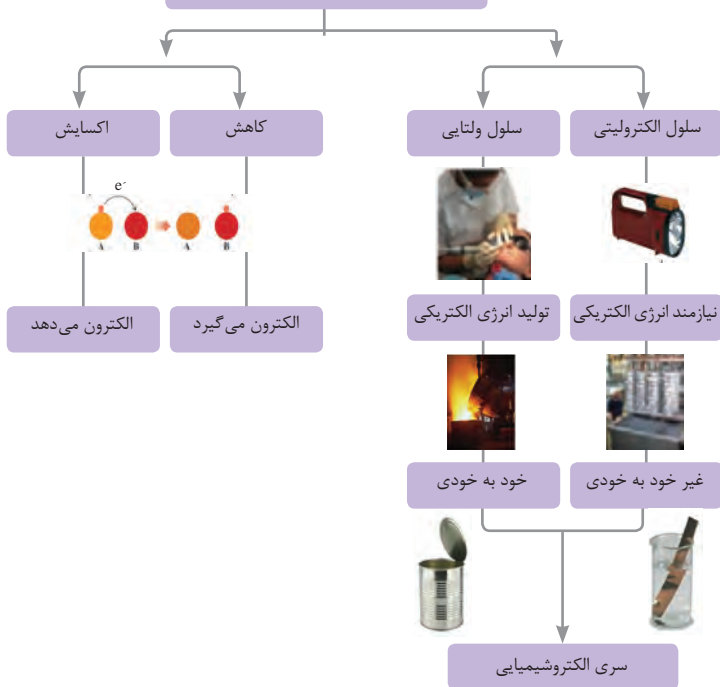 سلول الکترولیتی
سلول ولتایی
کاهش
اکسایش
e⁻
A B A B
نیازمند انرژی الکتریکی
تولید انرژی الکتریکی
الکترون می‌گیرد
الکترون می‌دهد
غیر خود به خودی
خود به خودی
سری الکتروشیمیایی